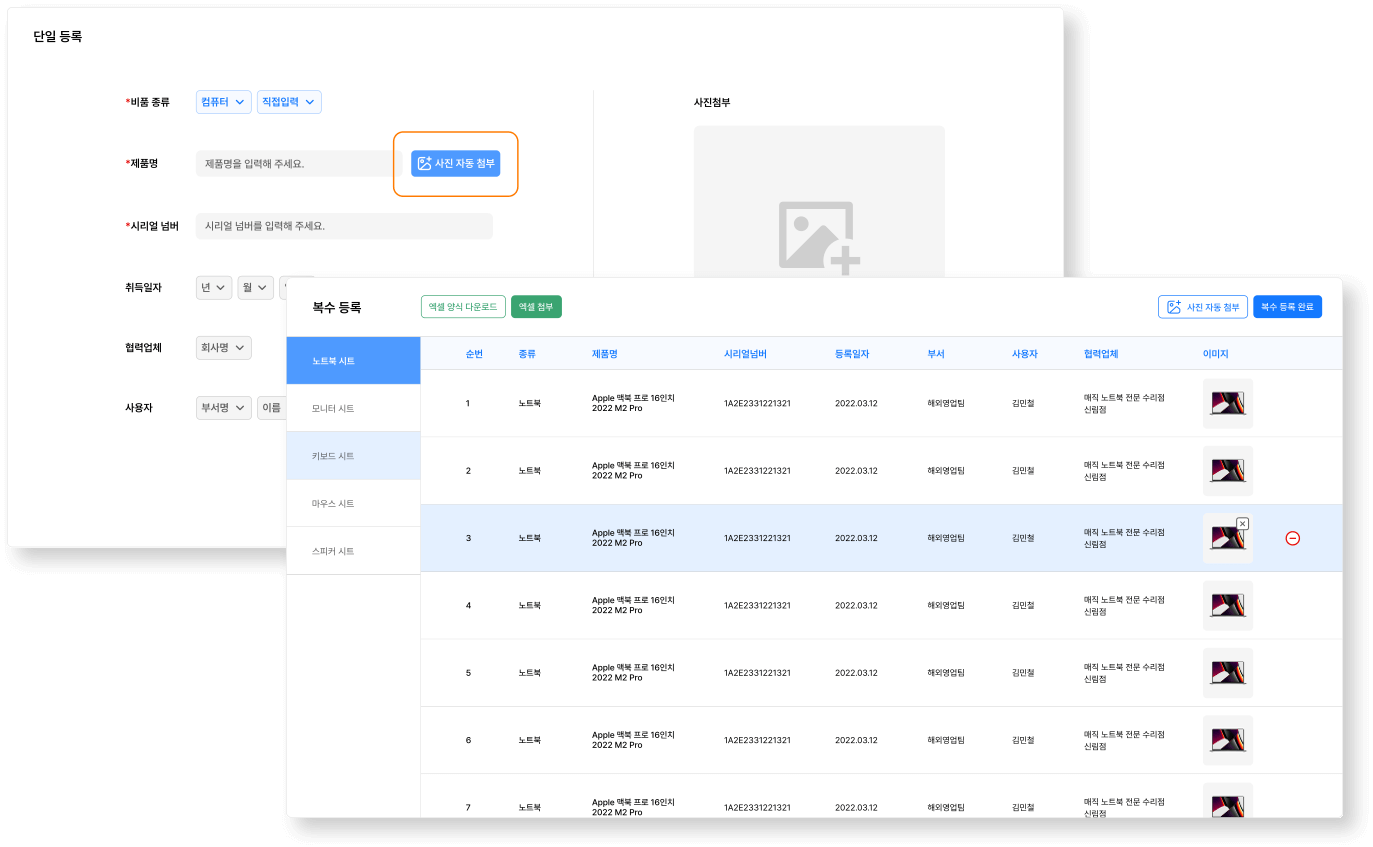 단일 등록
*비품 종류
컴퓨터
직접입력
사진첨부
*제품명
제품명을 입력해 주세요.
사진 자동 첨부
*시리얼 넘버
시리얼 넘버를 입력해 주세요.
취득일자
년
월
협력업체
회사명
사용자
부서명
이름
복수 등록
엑셀 양식 다운로드
엑셀 첨부
사진 자동 첨부
복수 등록 완료
노트북 시트
모니터 시트
키보드 시트
마우스 시트
스피커 시트
순번 종류 제품명 시리얼넘버 등록일자 부서 사용자 협력업체 이미지
1 노트북 Apple 맥북 프로 16인치 1A2E2331221321 2022.03.12 해외영업팀 김민철 매직 노트북 전문 수리점
2022 M2 Pro 신림점
2 노트북 Apple 맥북 프로 16인치 1A2E2331221321 2022.03.12 해외영업팀 김민철 매직 노트북 전문 수리점
2022 M2 Pro 신림점
3 노트북 Apple 맥북 프로 16인치 1A2E2331221321 2022.03.12 해외영업팀 김민철 매직 노트북 전문 수리점
2022 M2 Pro 신림점
4 노트북 Apple 맥북 프로 16인치 1A2E2331221321 2022.03.12 해외영업팀 김민철 매직 노트북 전문 수리점
2022 M2 Pro 신림점
5 노트북 Apple 맥북 프로 16인치 1A2E2331221321 2022.03.12 해외영업팀 김민철 매직 노트북 전문 수리점
2022 M2 Pro 신림점
6 노트북 Apple 맥북 프로 16인치 1A2E2331221321 2022.03.12 해외영업팀 김민철 매직 노트북 전문 수리점
2022 M2 Pro 신림점
7 노트북 Apple 맥북 프로 16인치 1A2E2331221321 2022.03.12 해외영업팀 김민철 매직 노트북 전문 수리점
2022 M2 Pro 신림점